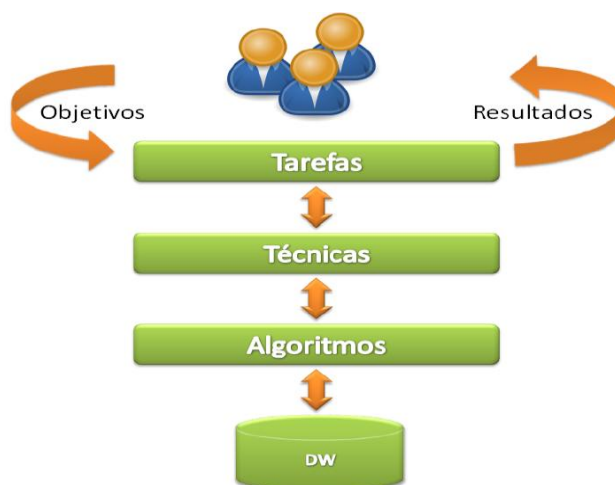 Objetivos
Resultados
Tarefas
Técnicas
Algoritmos
DW